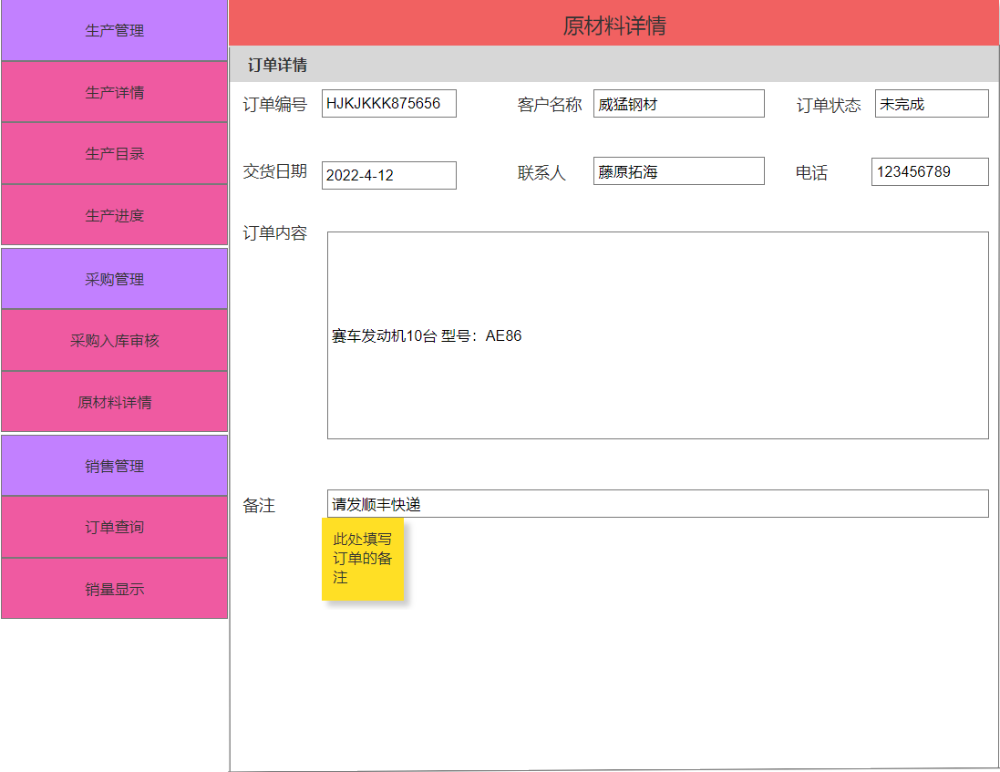 生产管理
生产详情
生产目录
生产进度
采购管理
采购入库审核
原材料详情
销售管理
订单查询
销量显示
原材料详情
订单详情
订单编号 HJKJKKK875656 客户名称 威猛钢材 订单状态 未完成
交货日期 2022-4-12 联系人 藤原拓海 电话 123456789
订单内容
赛车发动机10台 型号：AE86
备注 请发顺丰快递
此处填写
订单的备
注